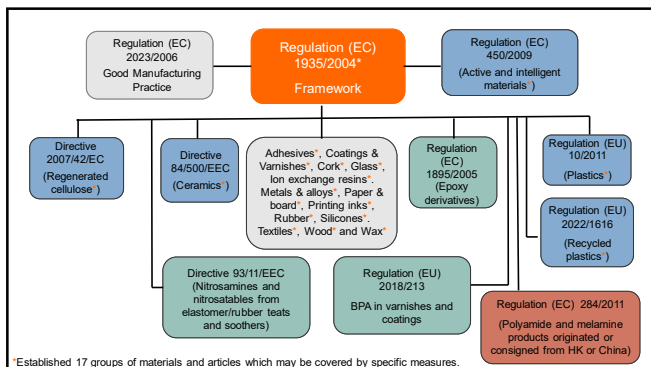 Regulation (EC)
2023/2006
Good Manufacturing
Practice
Regulation (EC)
1935/2004*
Framework
Regulation (EC)
450/2009
(Active and intelligent
materials*)
Directive
2007/42/EC
(Regenerated
cellulose*)
Directive
84/500/EEC
(Ceramics*)
Adhesives*, Coatings &
Varnishes*, Cork*, Glass*,
Ion exchange resins*.
Metals & alloys*, Paper &
board*, Printing inks*,
Rubber*, Silicones*.
Textiles*, Wood* and Wax*
Regulation
(EC)
1895/2005
(Epoxy
derivatives)
Regulation (EU)
10/2011
(Plastics*)
Regulation (EU)
2022/1616
(Recycled
plastics*)
Directive 93/11/EEC
(Nitrosamines and
nitrosatables from
elastomer/rubber teats
and soothers)
Regulation (EU)
2018/213
BPA in varnishes and
coatings
Regulation (EC) 284/2011
(Polyamide and melamine
products originated or
consigned from HK or China)
*Established 17 groups of materials and articles which may be covered by specific measures.